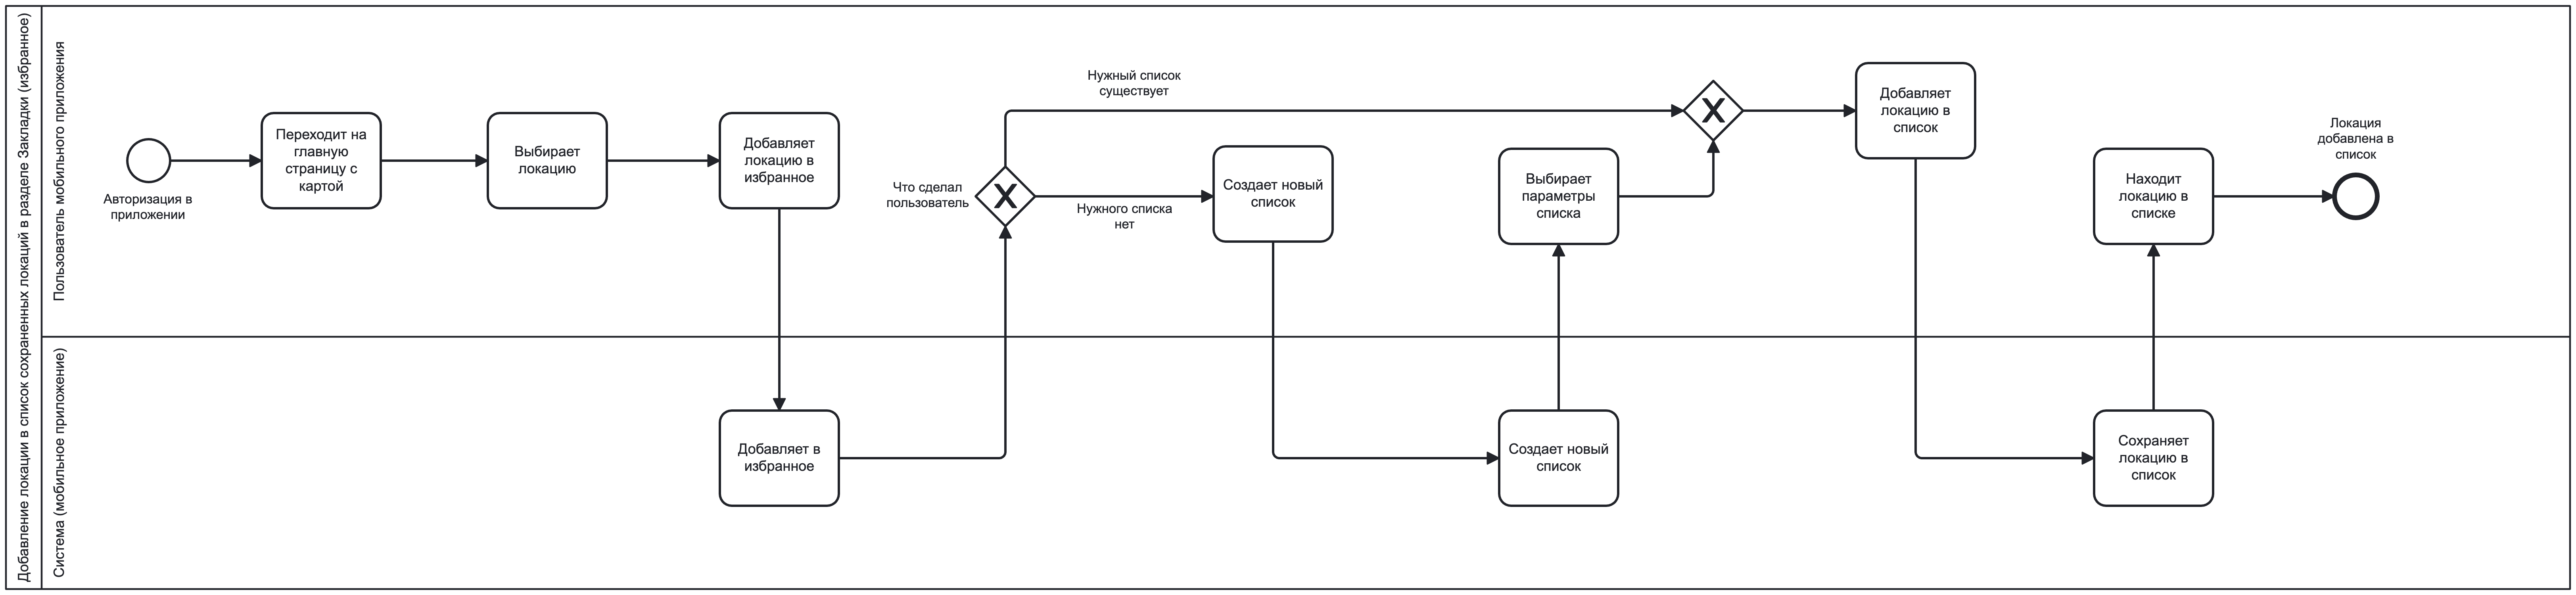 Добавление локации в список сохраненных локаций в разделе Закладки (избранное)
Пользователь мобильного приложения
Авторизация в
приложении
Переходит на
главную
страницу с
картой
Выбирает
локацию
Добавляет
локацию в
избранное
Что сделал
пользователь
Нужный список
существует
Нужного списка
нет
Создает новый
список
Выбирает
параметры
списка
Добавляет
локацию в
список
Находит
локацию в
списке
Локация
добавлена в
список
Система (мобильное приложение)
Добавляет в
избранное
Создает новый
список
Сохраняет
локацию в
список